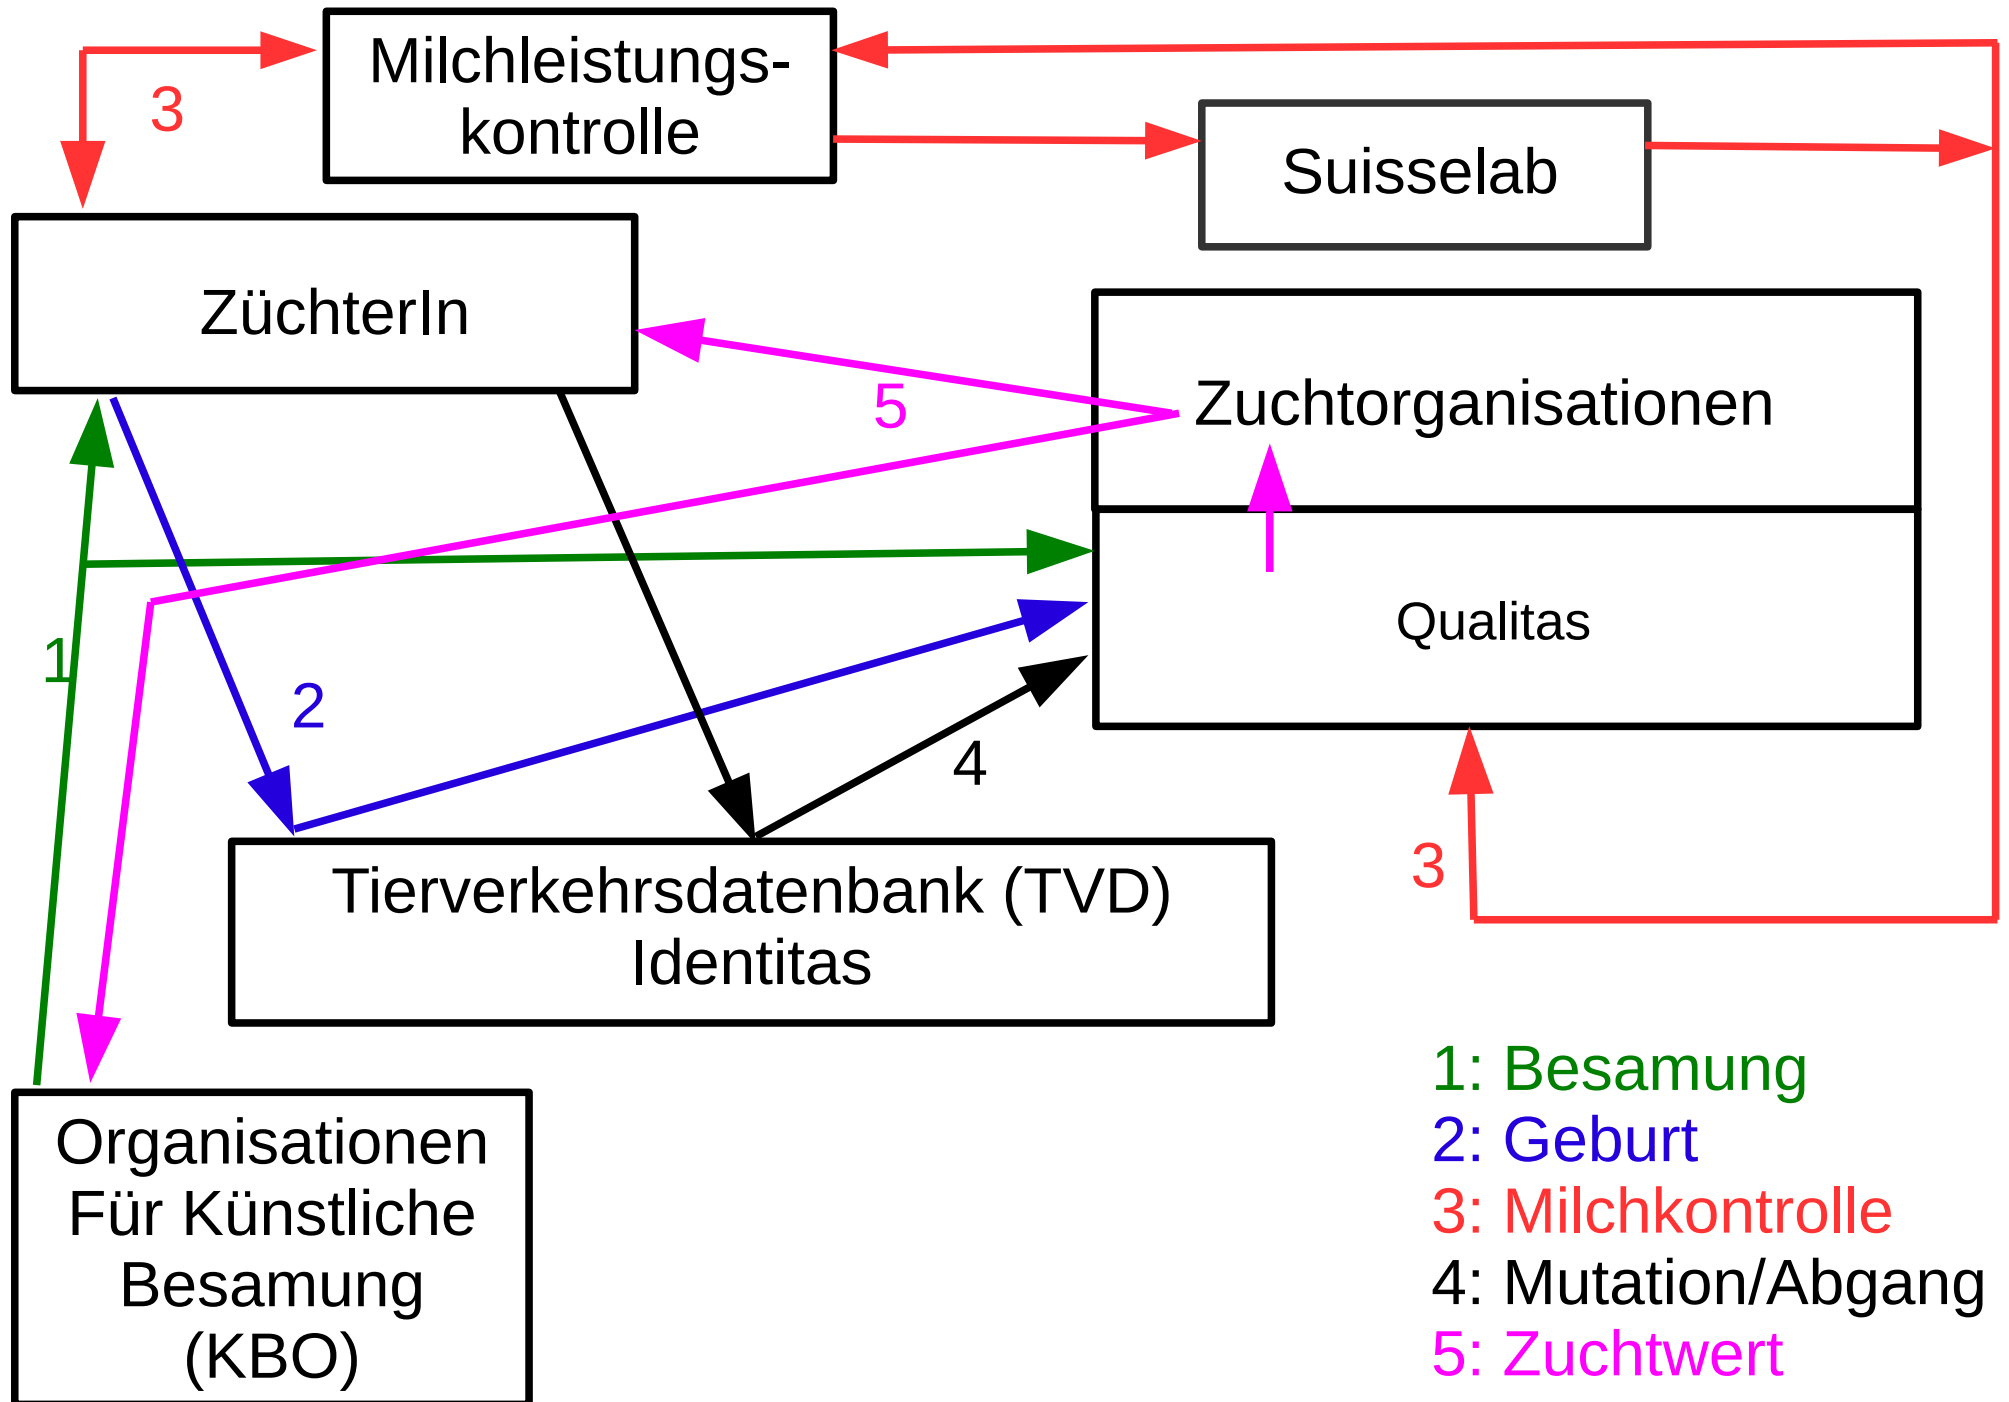 Milchleistungs-
kontrolle
3
Suisselab
ZüchterIn
5
Zuchtorganisationen
Qualitas
1
2
4
3
Tierverkehrsdatenbank (TVD)
Identitas
Organisationen
Für Künstliche
Besamung
(KBO)
1: Besamung
2: Geburt
3: Milchkontrolle
4: Mutation/Abgang
5: Zuchtwert